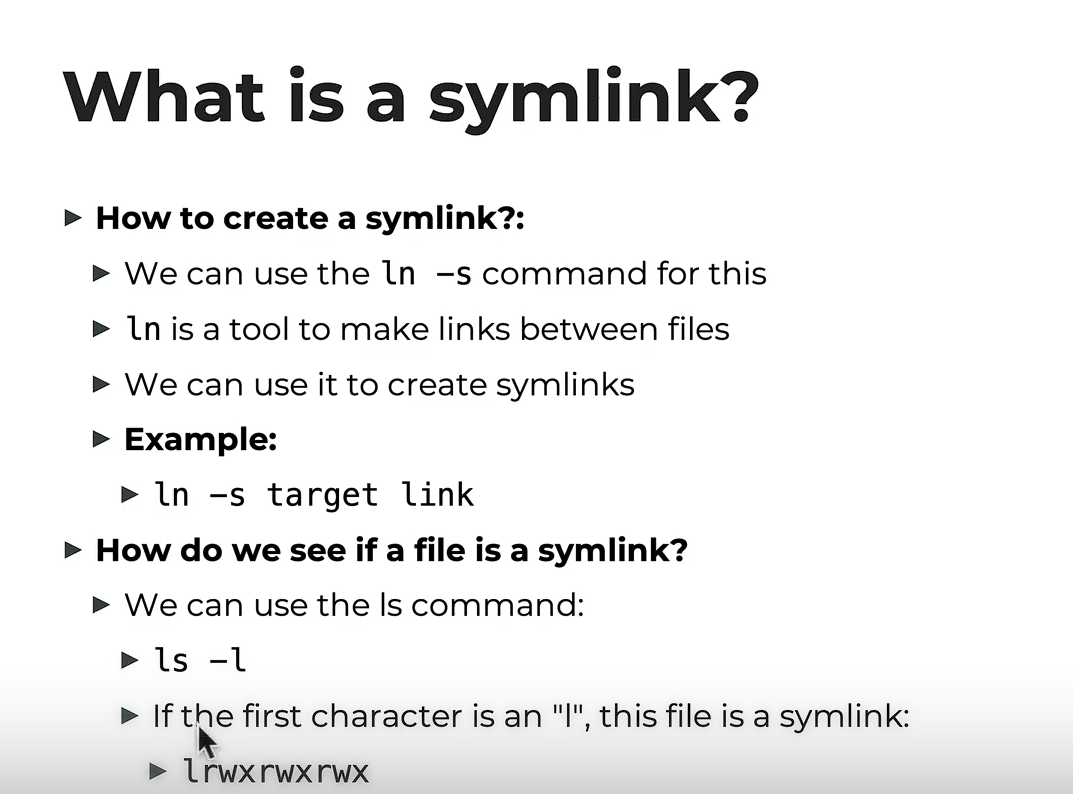 What is a symlink?
How to create a symlink?:
We can use the ln -s command for this
ln is a tool to make links between files
We can use it to create symlinks
Example:
ln -s target link
How do we see if a file is a symlink?
We can use the ls command:
ls -l
If the first character is an "l", this file is a symlink:
lrwxrwxrwx